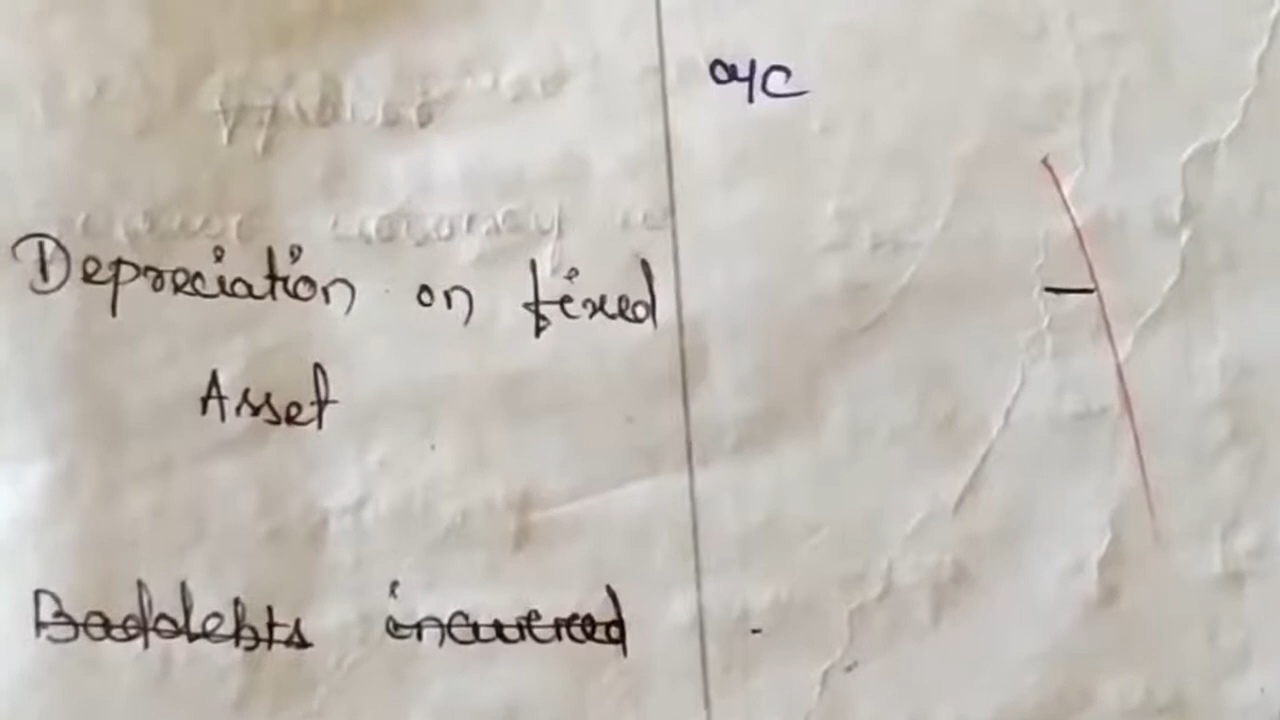 a/c
Depreciation on fixed
Asset -
Baddebts incurred -